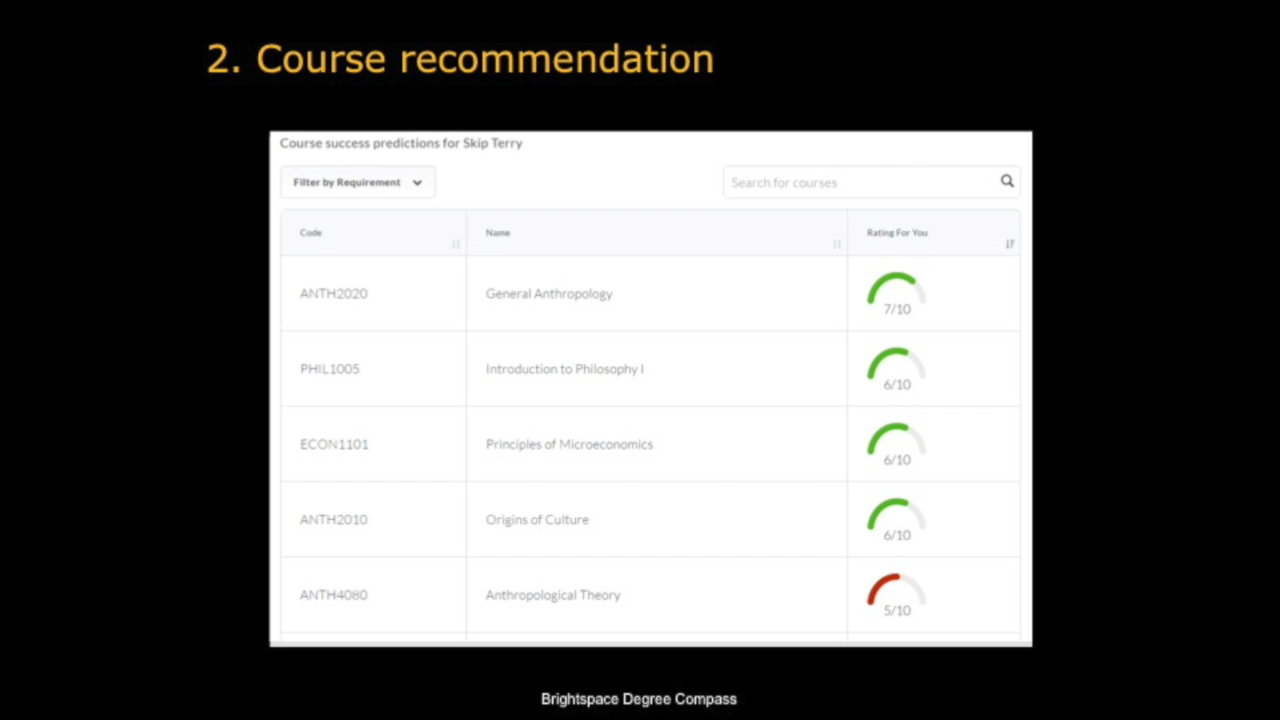 2. Course recommendation
Course success predictions for Skip Terry
Filter by Requirement
Search for courses
Code Name Rating For You
ANTH2020 General Anthropology 7/10
PHIL1005 Introduction to Philosophy I 6/10
ECON1101 Principles of Microeconomics 6/10
ANTH2010 Origins of Culture 6/10
ANTH4080 Anthropological Theory 5/10
Brightspace Degree Compass